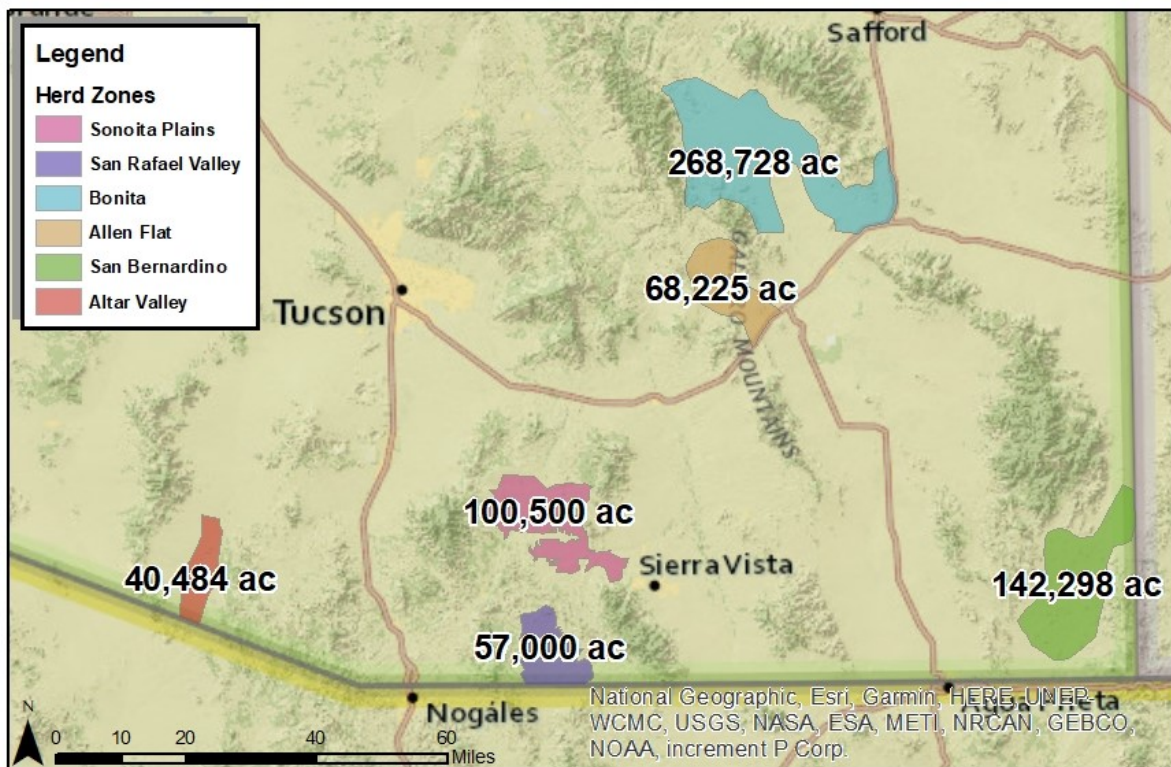 Legend
Herd Zones
Sonoita Plains
San Rafael Valley
Bonita
Allen Flat
San Bernardino
Altar Valley
Safford
268,728 ac
68,225 ac
Tucson
MOUNTAINS
100,500 ac
Sierra Vista
40,484 ac
142,298 ac
57,000 ac
Nogáles
National Geographic, Esri, Garmin, HERE, UNEP-
WCMC, USGS, NASA, ESA, METI, NRCAN, GEBCO,
NOAA, increment P Corp.
N
0 10 20 40 60
Miles